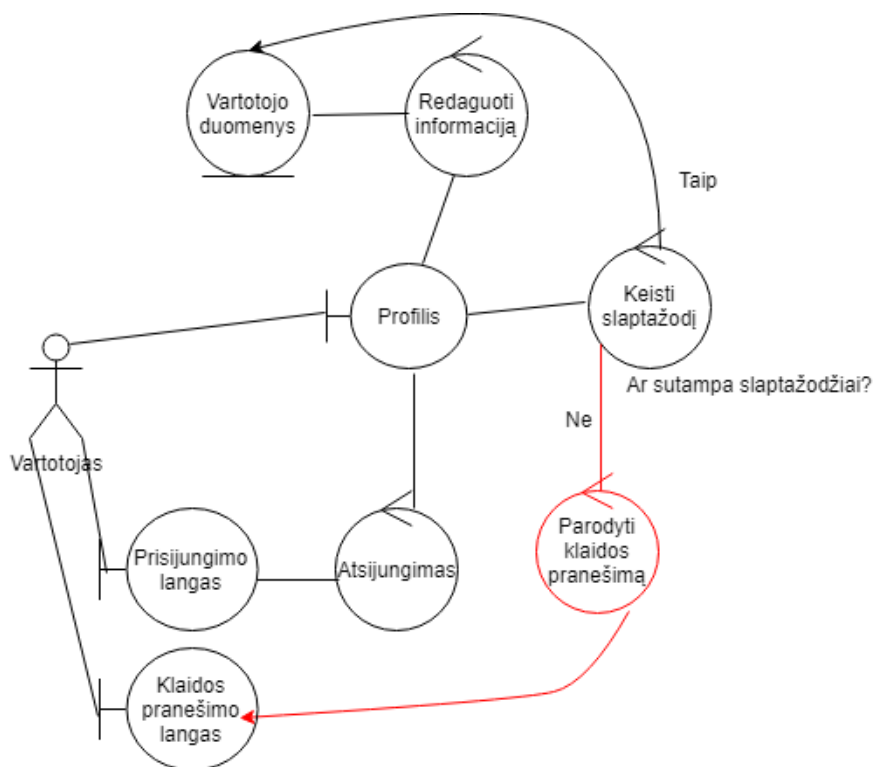 Vartotojo
duomenys
Redaguoti
informaciją
Taip
Profilis
Keisti
slaptažodį
Ar sutampa slaptažodžiai?
Ne
Vartotojas
Prisijungimo
langas
Atsijungimas
Parodyti
klaidos
pranešimą
Klaidos
pranešimo
langas